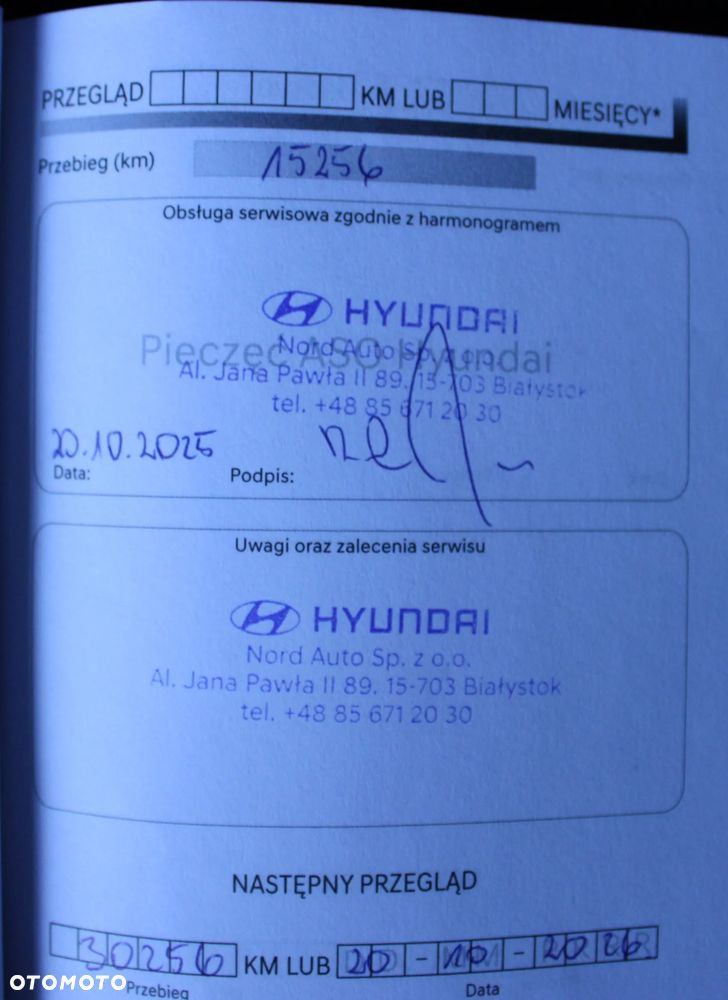 PRZEGLĄD KM LUB MIESIĘCY*
Przebieg (km) 15256
Obsługa serwisowa zgodnie z harmonogramem
HYUNDAI
Pieczęć ASO Hyundai
Nord Auto Sp. z o.o.
Al. Jana Pawła II 89, 15-703 Białystok
tel. +48 85 671 20 30
20.10.2025
Data: Podpis:
Uwagi oraz zalecenia serwisu
HYUNDAI
Nord Auto Sp. z o.o.
Al. Jana Pawła II 89, 15-703 Białystok
tel. +48 85 671 20 30
NASTĘPNY PRZEGLĄD
30256 KM LUB 20-10-2026
Przebieg Data
OTOMOTO